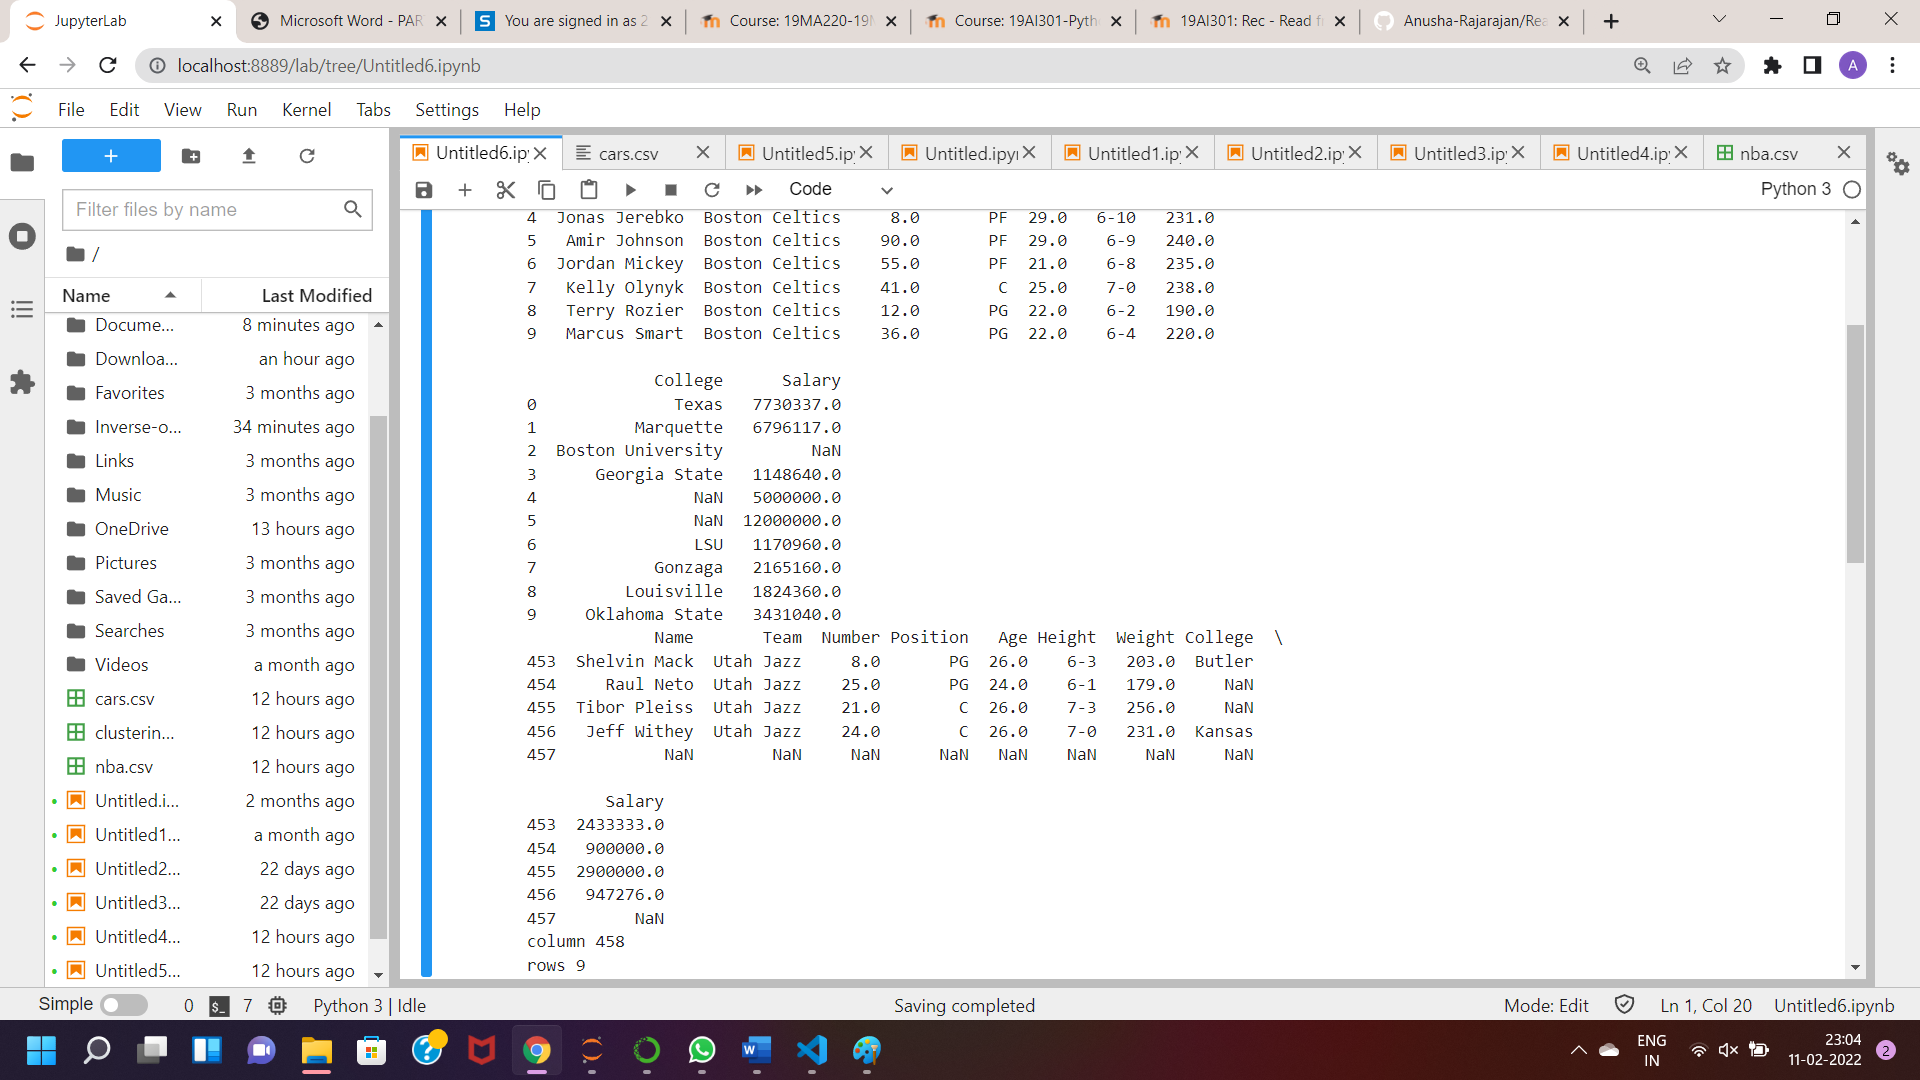 JupyterLab
Microsoft Word - PAR
You are signed in as 2
Course: 19MA220-19M
Course: 19AI301-Pyth
19AI301: Rec - Read f
Anusha-Rajarajan/Rea
localhost:8889/lab/tree/Untitled6.ipynb
A
File Edit View Run Kernel Tabs Settings Help
Untitled6.ipy
cars.csv
Untitled5.ip
Untitled.ipy
Untitled1.ip
Untitled2.ip
Untitled3.ip
Untitled4.ip
nba.csv
Code
Python 3
Filter files by name
/
Name Last Modified
Docume... 8 minutes ago
Downloa... an hour ago
Favorites 3 months ago
Inverse-o... 34 minutes ago
Links 3 months ago
Music 3 months ago
OneDrive 13 hours ago
Pictures 3 months ago
Saved Ga... 3 months ago
Searches 3 months ago
Videos a month ago
cars.csv 12 hours ago
clusterin... 12 hours ago
nba.csv 12 hours ago
Untitled.i... 2 months ago
Untitled1... a month ago
Untitled2... 22 days ago
Untitled3... 22 days ago
Untitled4... 12 hours ago
Untitled5... 12 hours ago
4 Jonas Jerebko Boston Celtics 8.0 PF 29.0 6-10 231.0
5 Amir Johnson Boston Celtics 90.0 PF 29.0 6-9 240.0
6 Jordan Mickey Boston Celtics 55.0 PF 21.0 6-8 235.0
7 Kelly Olynyk Boston Celtics 41.0 C 25.0 7-0 238.0
8 Terry Rozier Boston Celtics 12.0 PG 22.0 6-2 190.0
9 Marcus Smart Boston Celtics 36.0 PG 22.0 6-4 220.0
College Salary
0 Texas 7730337.0
1 Marquette 6796117.0
2 Boston University NaN
3 Georgia State 1148640.0
4 NaN 5000000.0
5 NaN 12000000.0
6 LSU 1170960.0
7 Gonzaga 2165160.0
8 Louisville 1824360.0
9 Oklahoma State 3431040.0
Name Team Number Position Age Height Weight College \
453 Shelvin Mack Utah Jazz 8.0 PG 26.0 6-3 203.0 Butler
454 Raul Neto Utah Jazz 25.0 PG 24.0 6-1 179.0 NaN
455 Tibor Pleiss Utah Jazz 21.0 C 26.0 7-3 256.0 NaN
456 Jeff Withey Utah Jazz 24.0 C 26.0 7-0 231.0 Kansas
457 NaN NaN NaN NaN NaN NaN NaN NaN
Salary
453 2433333.0
454 900000.0
455 2900000.0
456 947276.0
457 NaN
column 458
rows 9
Simple 0 $_ 7 Python 3 | Idle Saving completed Mode: Edit Ln 1, Col 20 Untitled6.ipynb
ENG
IN
23:04
11-02-2022
2